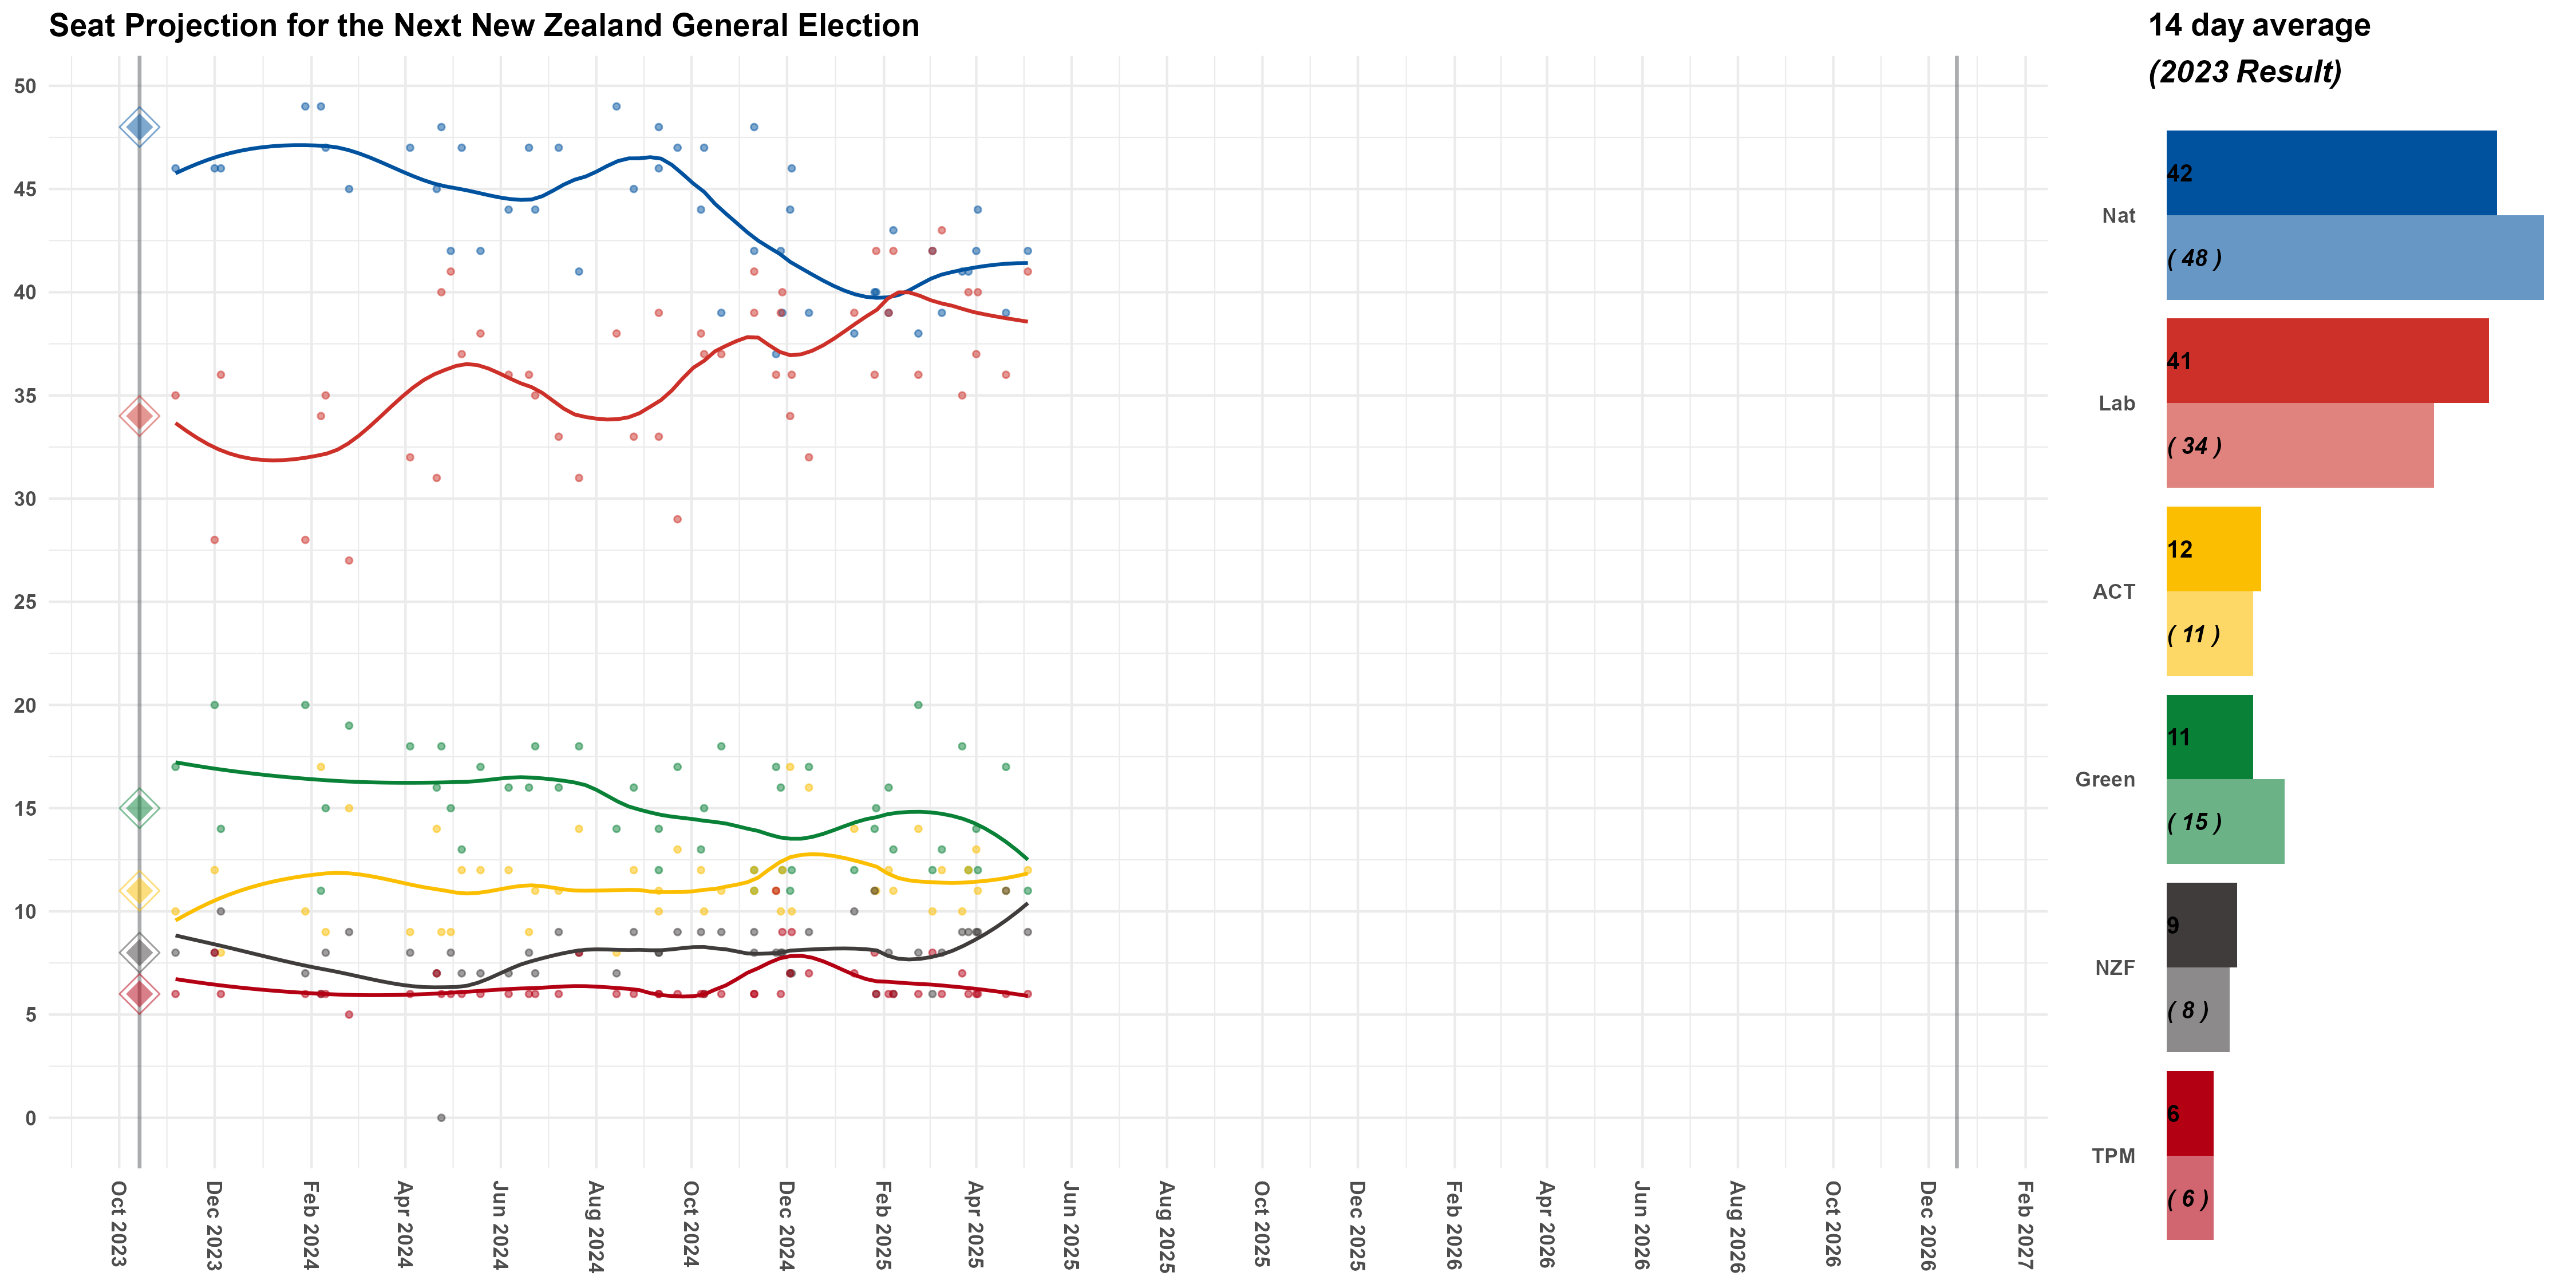 Seat Projection for the Next New Zealand General Election
14 day average
(2023 Result)
50
45
40
35
30
25
20
15
10
5
0
Oct 2023
Dec 2023
Feb 2024
Apr 2024
Jun 2024
Aug 2024
Oct 2024
Dec 2024
Feb 2025
Apr 2025
Jun 2025
Aug 2025
Oct 2025
Dec 2025
Feb 2026
Apr 2026
Jun 2026
Aug 2026
Oct 2026
Dec 2026
Feb 2027
42
Nat
( 48 )
41
Lab
( 34 )
12
ACT
( 11 )
11
Green
( 15 )
9
NZF
( 8 )
6
TPM
( 6 )